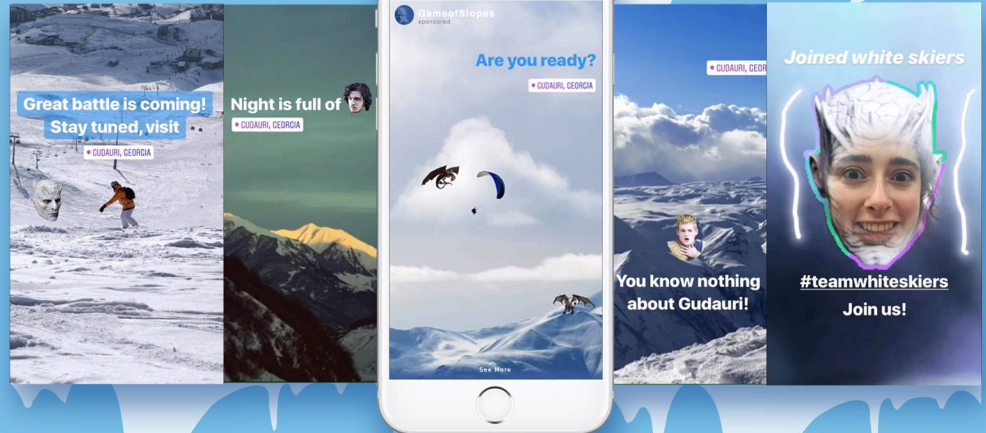 Great battle is coming!
Stay tuned, visit
GUDAURI, GEORGIA
Night is full of
GUDAURI, GEORGIA
GameofSlopes
sponsored
Are you ready?
GUDAURI, GEORGIA
See More
GUDAURI, GEOR
You know nothing
about Gudauri!
Joined white skiers
#teamwhiteskiers
Join us!